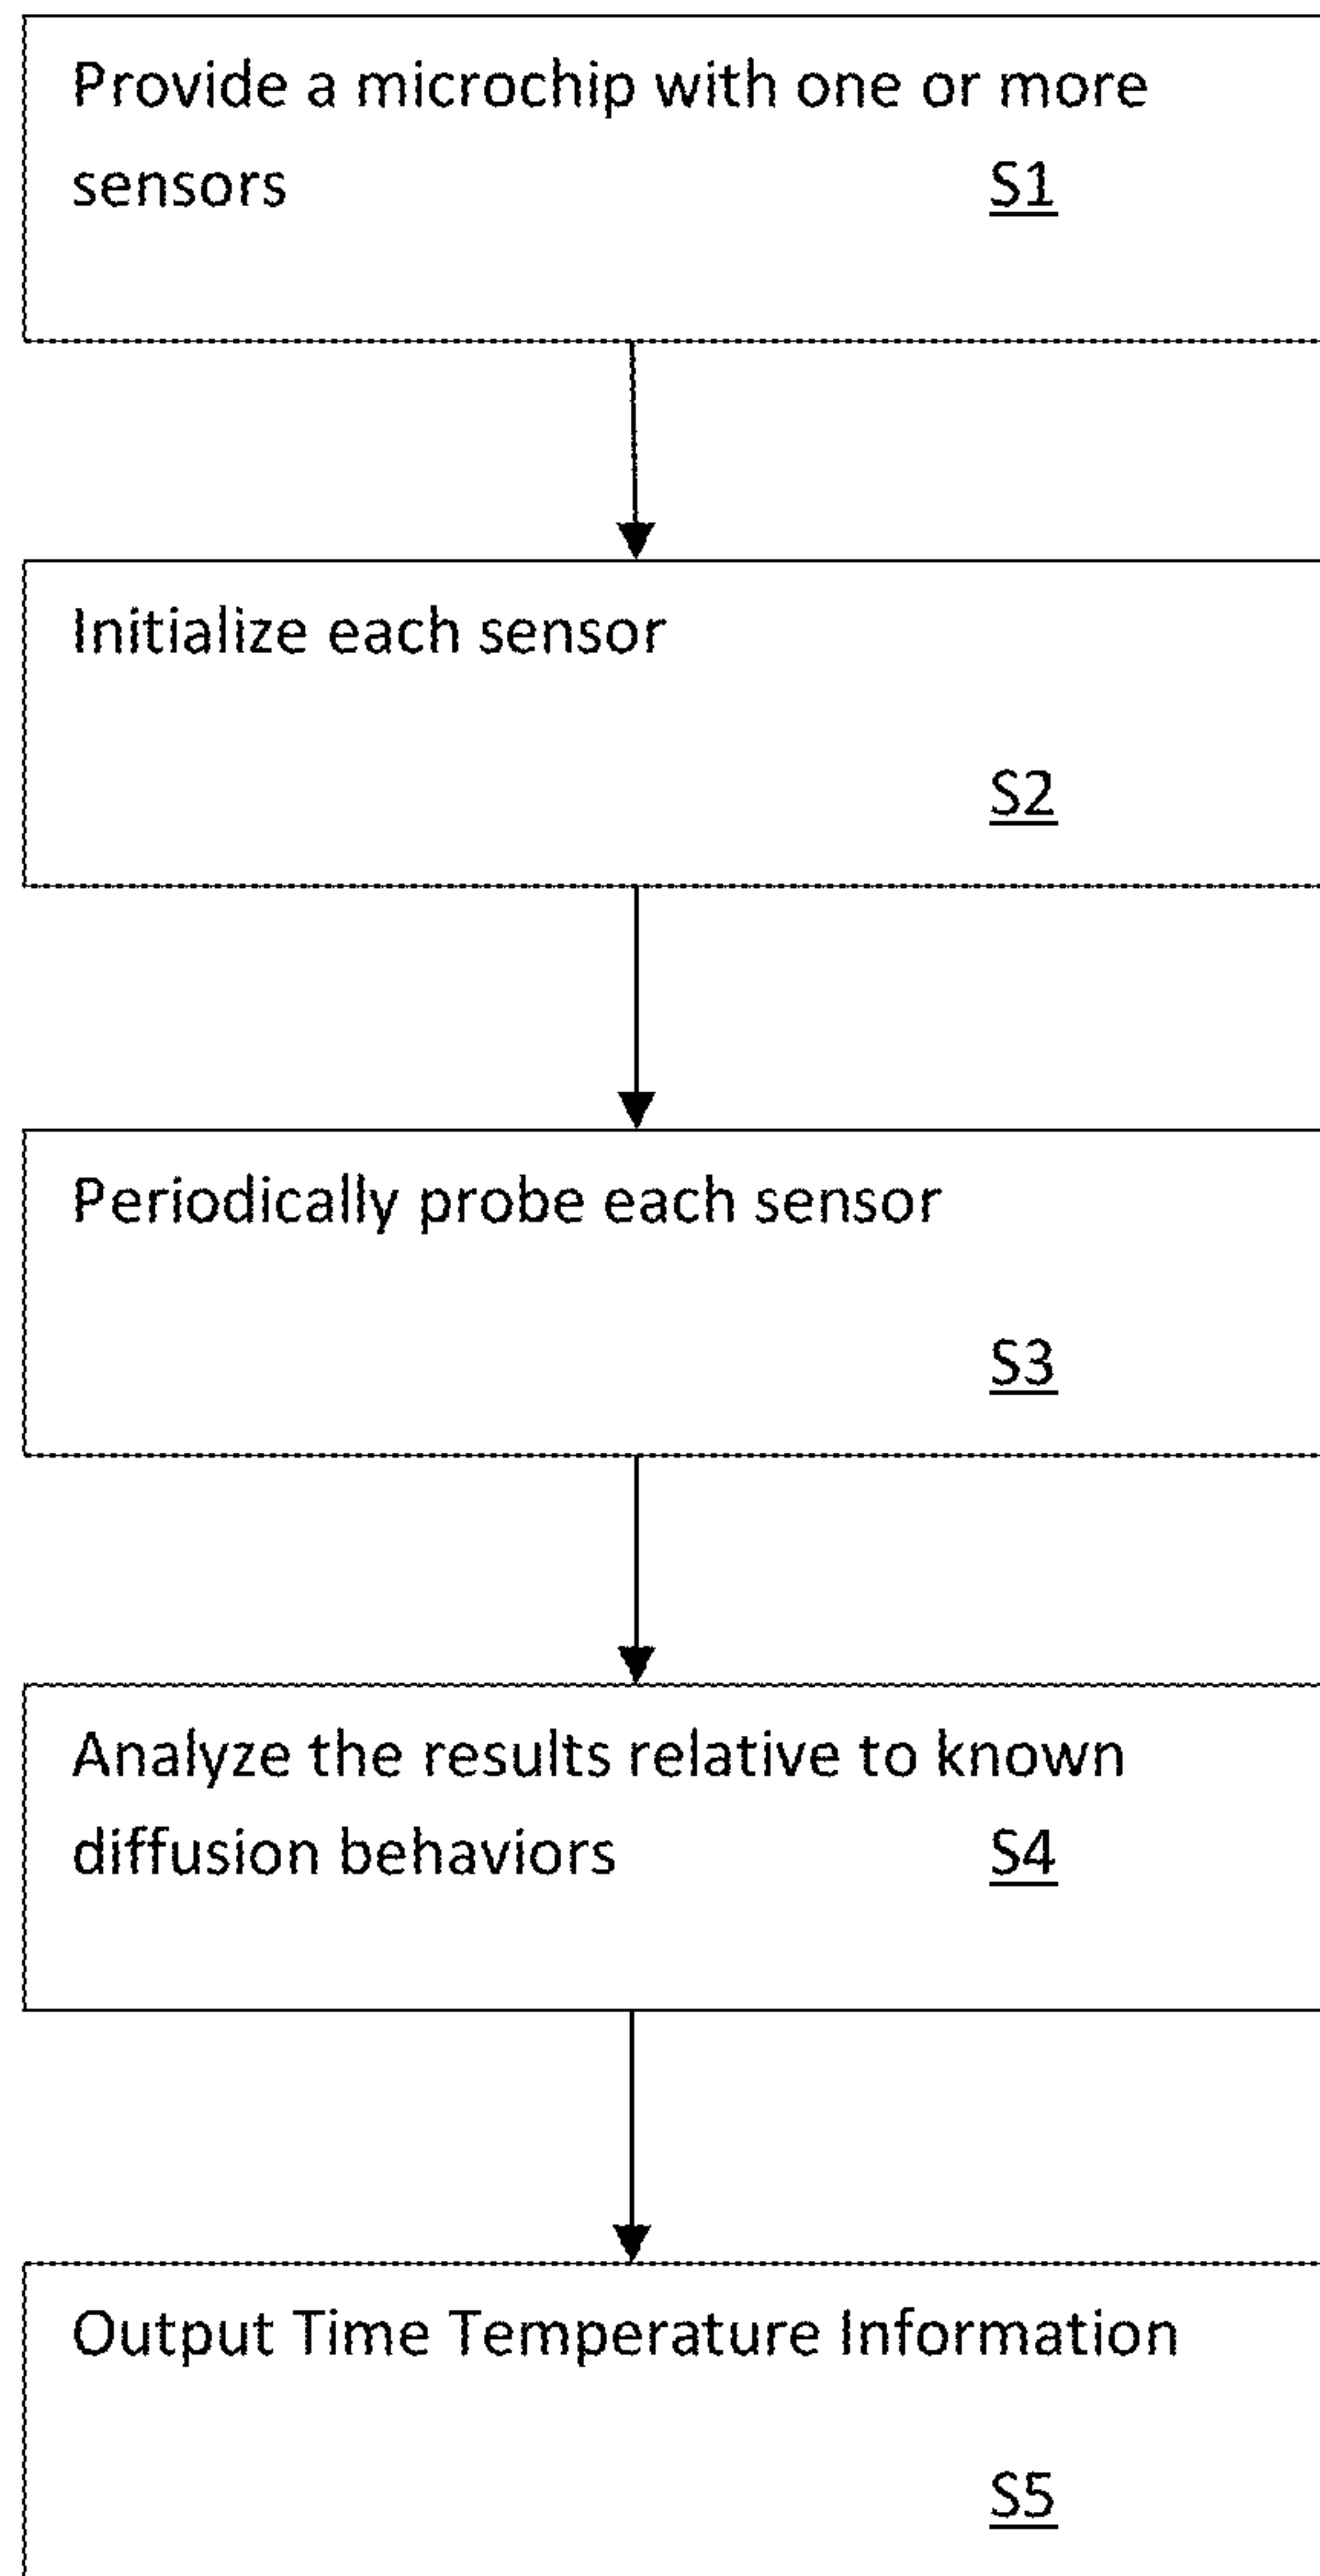 Provide a microchip with one or more
sensors S1
Initialize each sensor
S2
Periodically probe each sensor
S3
Analyze the results relative to known
diffusion behaviors S4
Output Time Temperature Information
S5